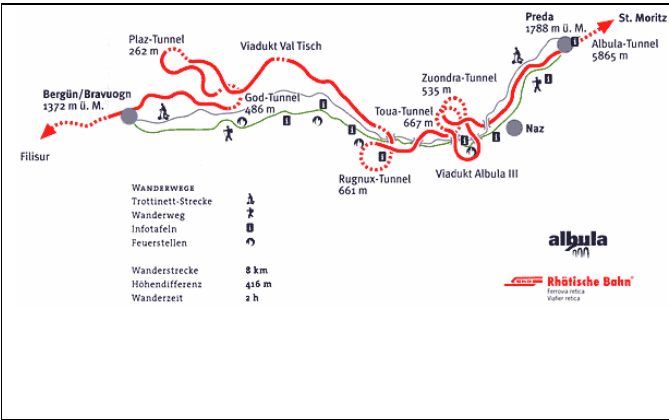 Preda
1788 m ü. M.
St. Moritz
Albula-Tunnel
5865 m
Plaz-Tunnel
262 m
Viadukt Val Tisch
Zuondra-Tunnel
535 m
Bergün/Bravuogn
1372 m ü. M.
God-Tunnel
486 m
Toua-Tunnel
667 m
Naz
Filisur
Rugnux-Tunnel
661 m
Viadukt Albula III
WANDERWEGE
Trottinett-Strecke
Wanderweg
Infotafeln
Feuerstellen
Wanderstrecke 8 km
Höhendifferenz 416 m
Wanderzeit 2 h
albula
Rhätische Bahn
Ferrovia retica
Viafier retica